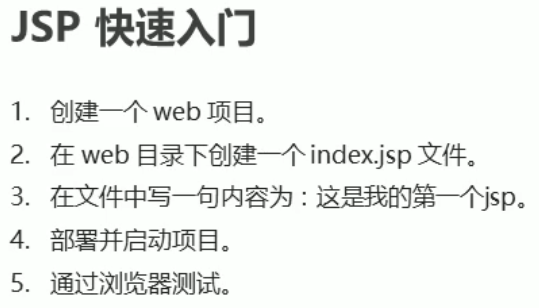 JSP 快速入门
1. 创建一个 web 项目。
2. 在 web 目录下创建一个 index.jsp 文件。
3. 在文件中写一句内容为：这是我的第一个jsp。
4. 部署并启动项目。
5. 通过浏览器测试。